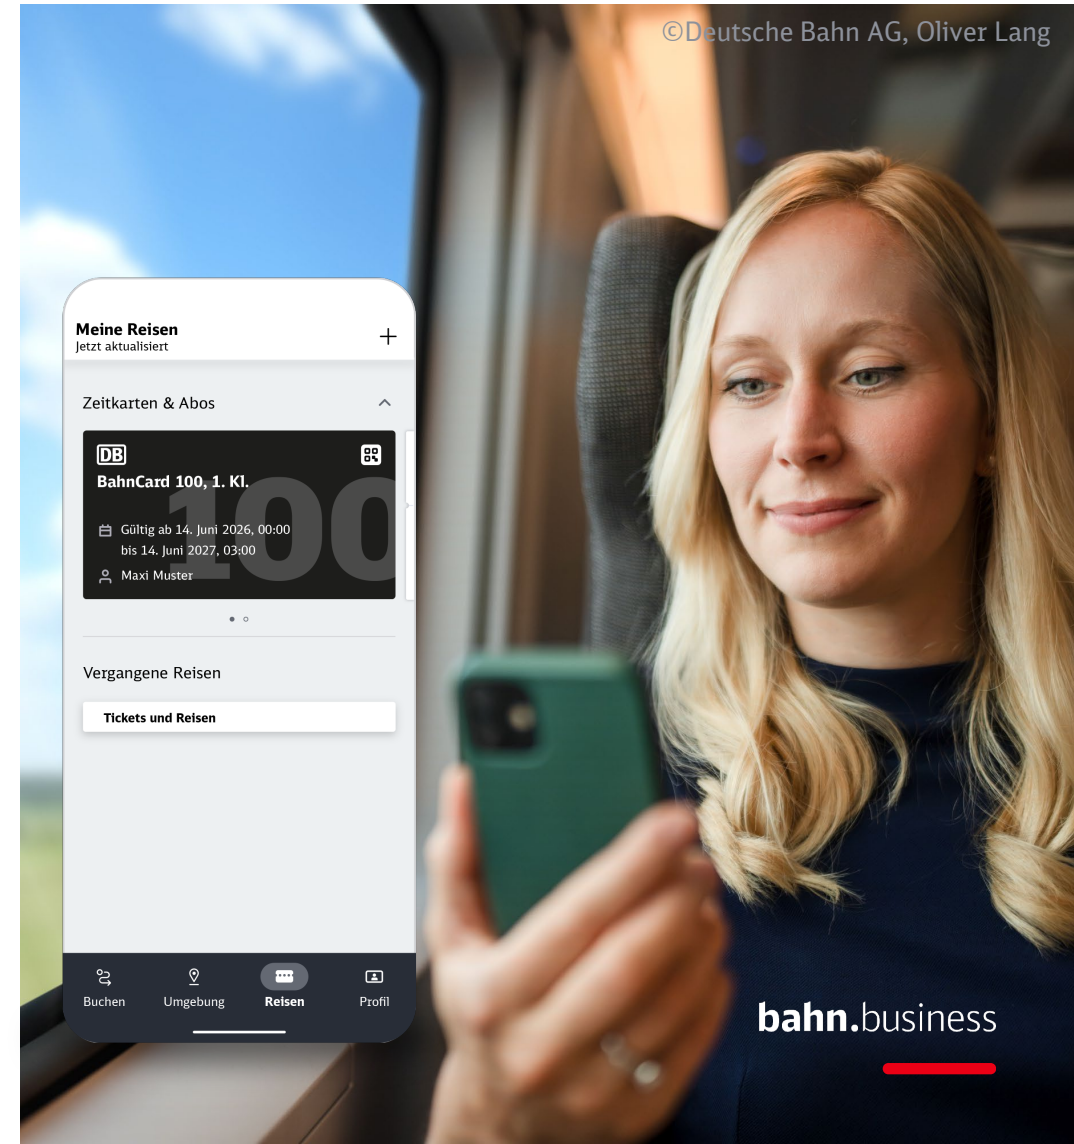 ©Deutsche Bahn AG, Oliver Lang
Meine Reisen
Jetzt aktualisiert
Zeitkarten & Abos
DB
BahnCard 100, 1. Kl.
100
Gültig ab 14. Juni 2026, 00:00
bis 14. Juni 2027, 03:00
Maxi Muster
Vergangene Reisen
Tickets und Reisen
Buchen
Umgebung
Reisen
Profil
bahn.business